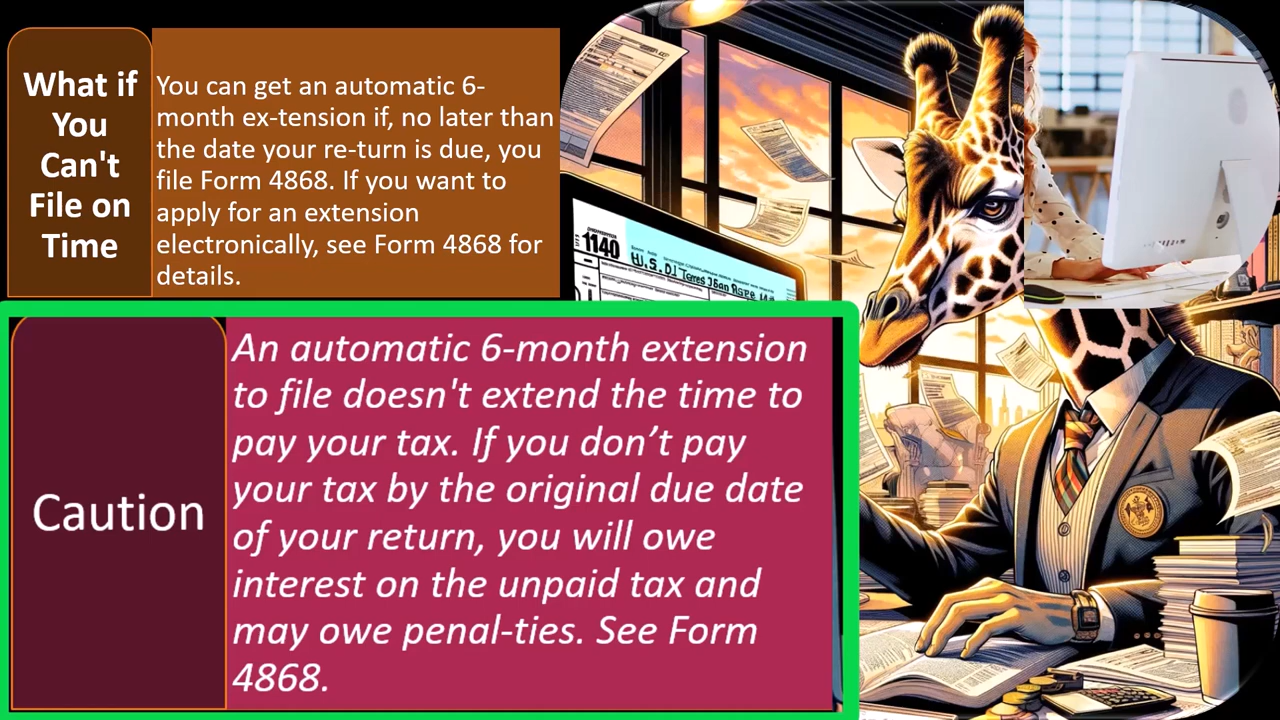 What if
You
Can't
File on
Time
You can get an automatic 6-
month ex-tension if, no later than
the date your re-turn is due, you
file Form 4868. If you want to
apply for an extension
electronically, see Form 4868 for
details.
1140
Caution
An automatic 6-month extension
to file doesn't extend the time to
pay your tax. If you don’t pay
your tax by the original due date
of your return, you will owe
interest on the unpaid tax and
may owe penal-ties. See Form
4868.